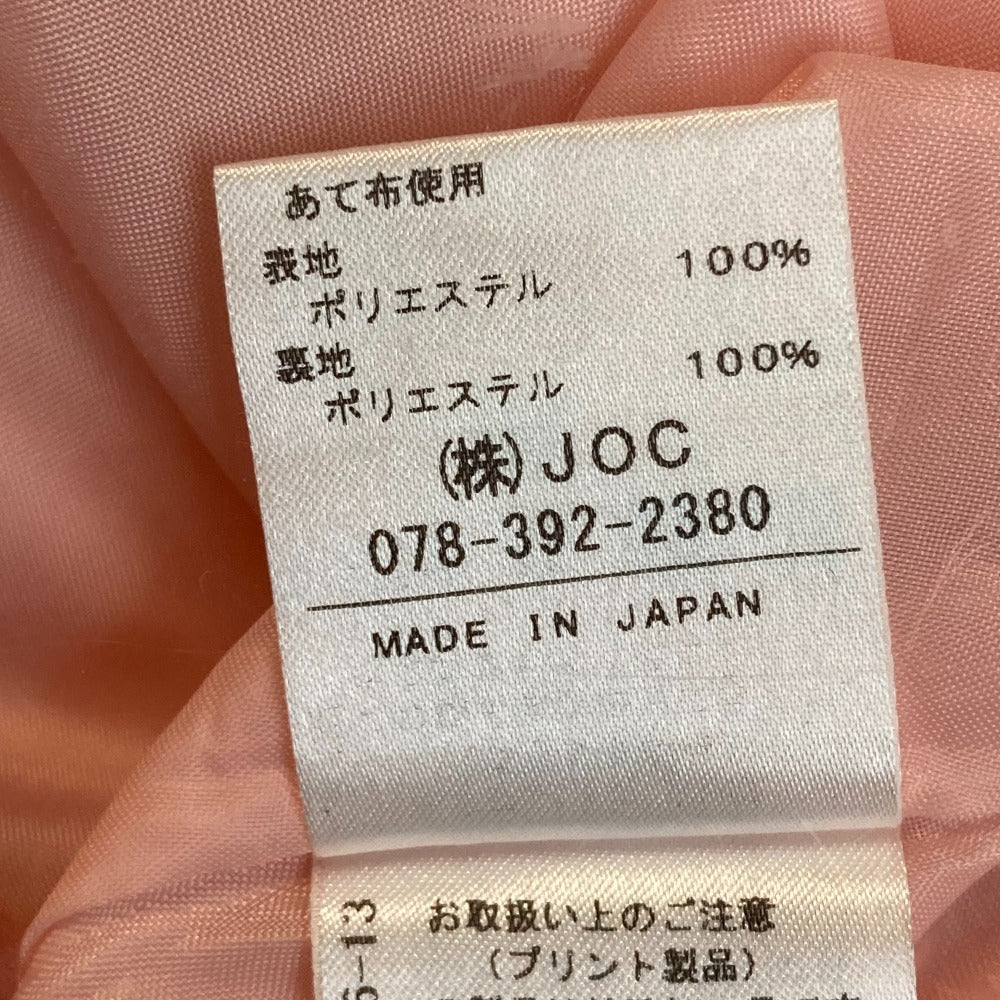 あて布使用
表地
ポリエステル 100%
裏地
ポリエステル 100%
(株)JOC
078-392-2380
MADE IN JAPAN
お取扱い上のご注意
(プリント製品)